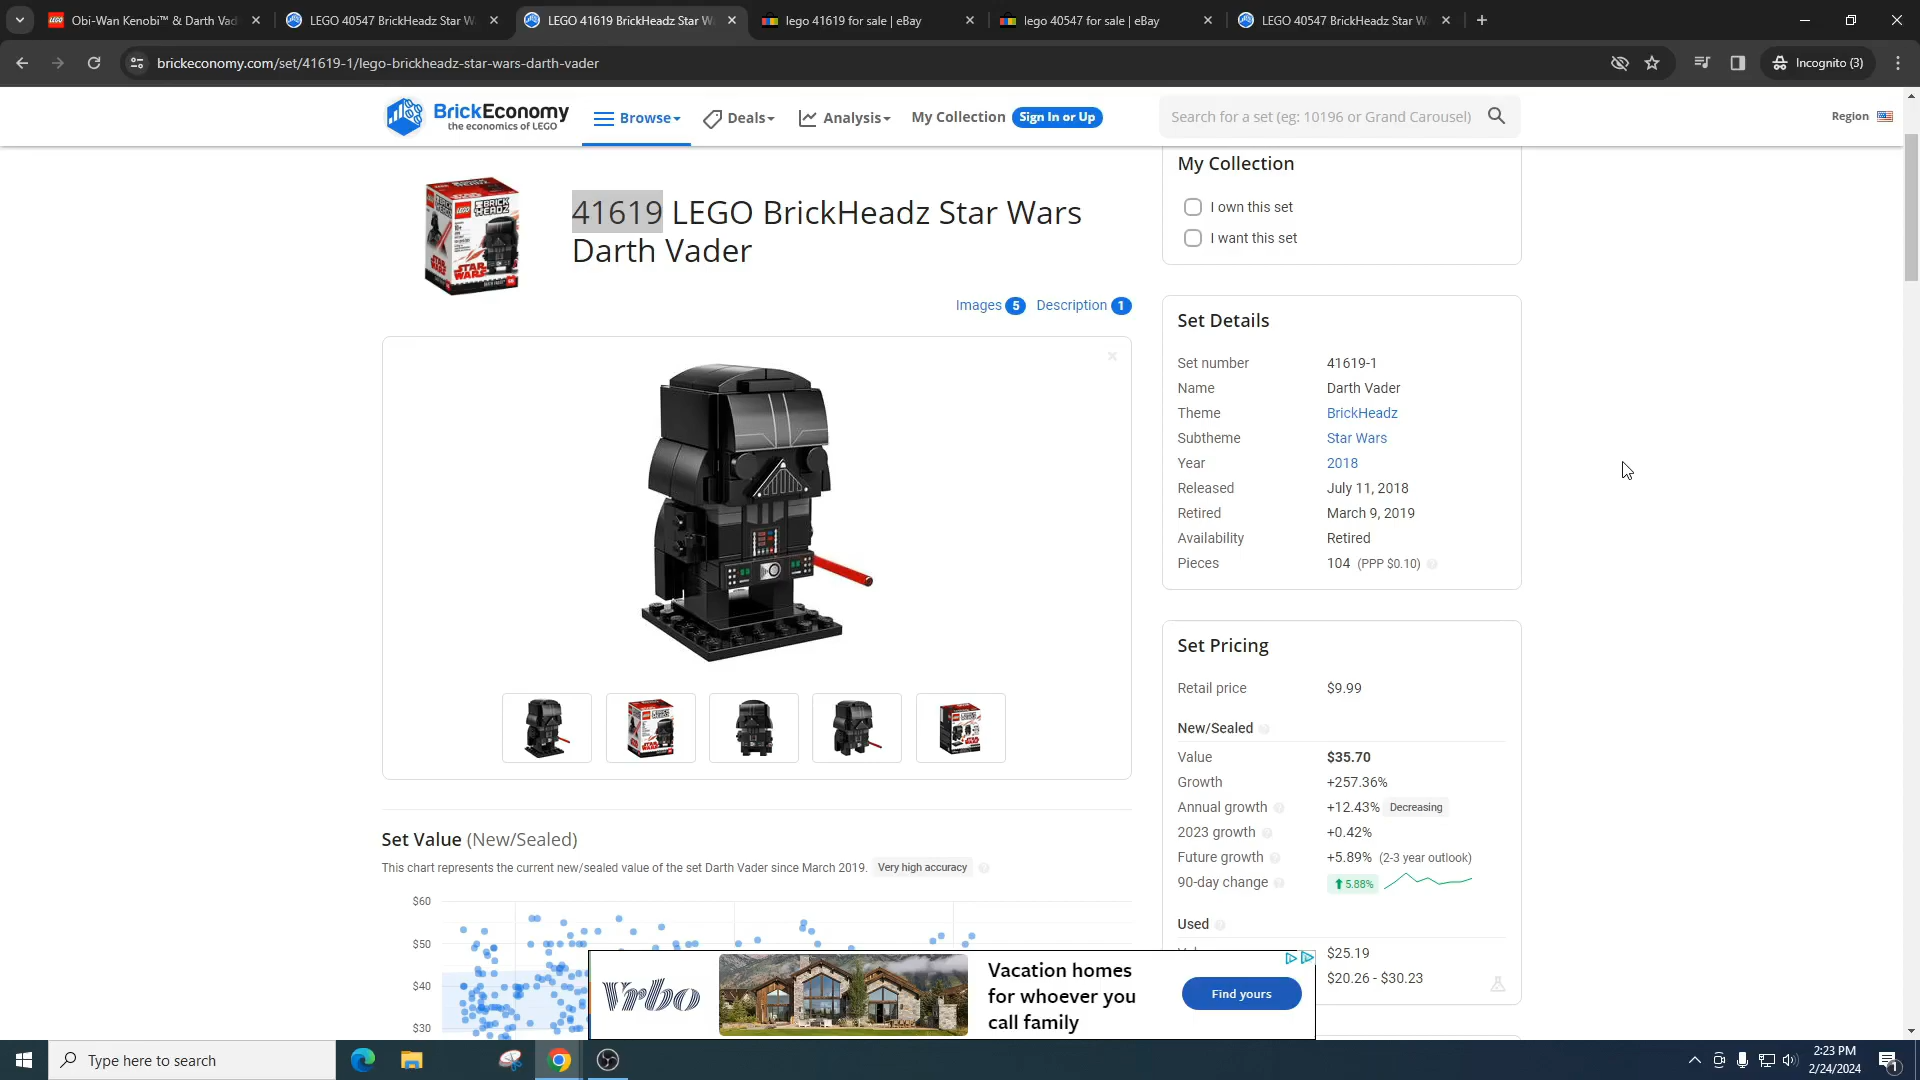 Obi-Wan Kenobi™ & Darth Vad
LEGO 40547 BrickHeadz Star W
LEGO 41619 BrickHeadz Star W
lego 41619 for sale | eBay
lego 40547 for sale | eBay
LEGO 40547 BrickHeadz Star W
brickeconomy.com/set/41619-1/lego-brickheadz-star-wars-darth-vader
Incognito (3)
BrickEconomy
the economics of LEGO
Browse
Deals
Analysis
My Collection
Sign In or Up
Search for a set (eg: 10196 or Grand Carousel)
Region
41619 LEGO BrickHeadz Star Wars
Darth Vader
Images 5 Description 1
My Collection
I own this set
I want this set
Set Details
Set number 41619-1
Name Darth Vader
Theme BrickHeadz
Subtheme Star Wars
Year 2018
Released July 11, 2018
Retired March 9, 2019
Availability Retired
Pieces 104 (PPP $0.10)
Set Pricing
Retail price $9.99
New/Sealed
Value $35.70
Growth +257.36%
Annual growth +12.43% Decreasing
2023 growth +0.42%
Future growth +5.89% (2-3 year outlook)
90-day change 5.88%
Used
$25.19
$20.26 - $30.23
Set Value (New/Sealed)
This chart represents the current new/sealed value of the set Darth Vader since March 2019. Very high accuracy
$60
$50
$40
$30
Vrbo
Vacation homes
for whoever you
call family
Find yours
Type here to search
2:23 PM
2/24/2024
1